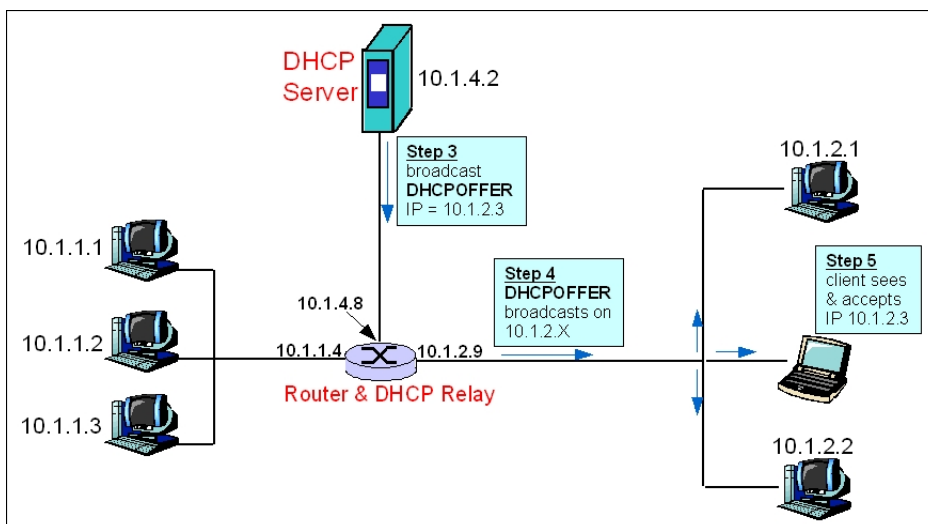 DHCP
Server
10.1.4.2
Step 3
broadcast
DHCPOFFER
IP = 10.1.2.3
10.1.2.1
10.1.1.1
Step 4
DHCPOFFER
broadcasts on
10.1.2.X
Step 5
client sees
& accepts
IP 10.1.2.3
10.1.4.8
10.1.1.2
10.1.1.4
10.1.2.9
Router & DHCP Relay
10.1.1.3
10.1.2.2